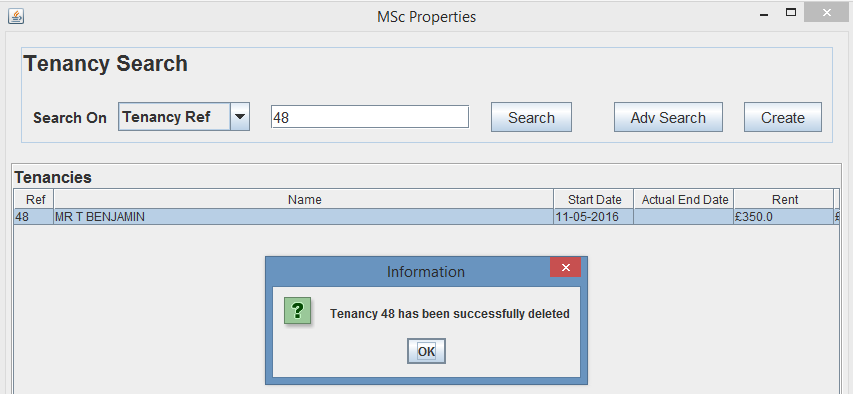 MSc Properties
Tenancy Search
Search On Tenancy Ref 48 Search Adv Search Create
Tenancies
Ref Name Start Date Actual End Date Rent
48 MR T BENJAMIN 11-05-2016 £350.0 £
Information
? Tenancy 48 has been successfully deleted
OK